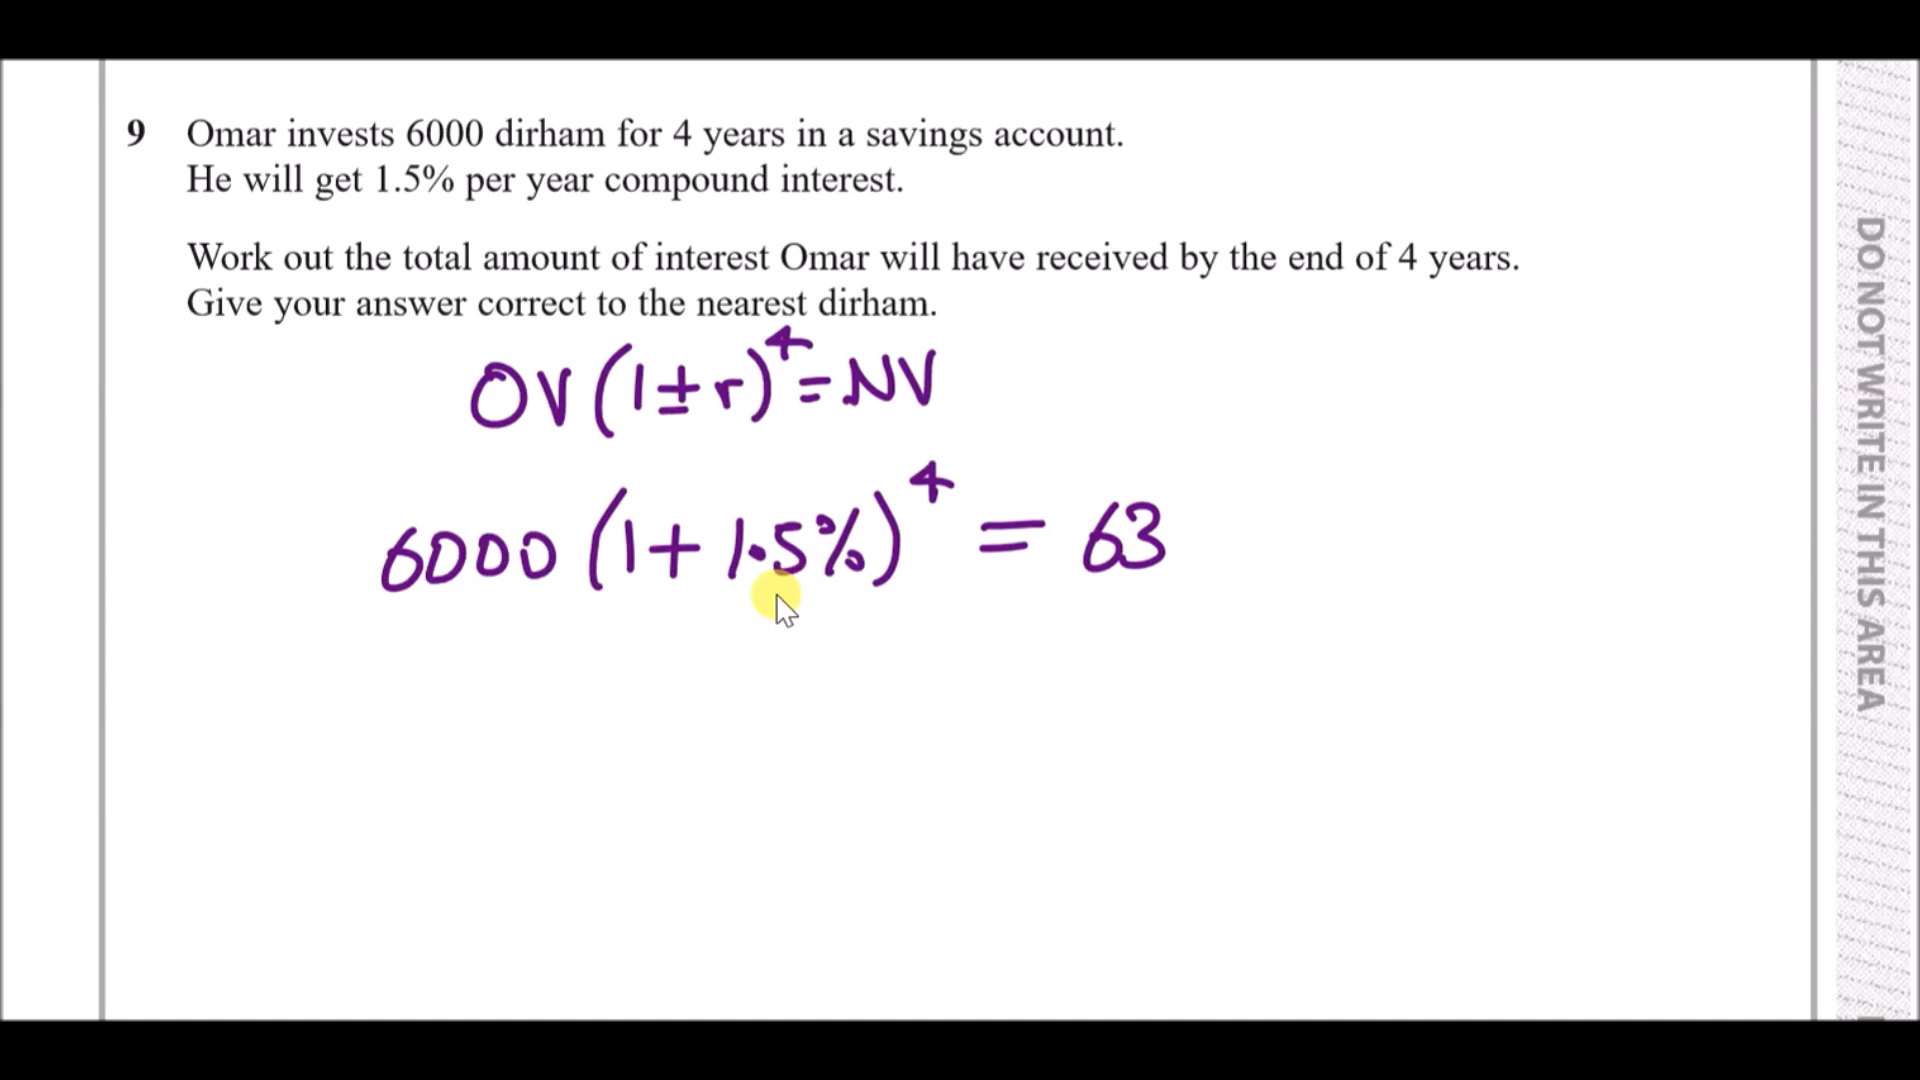 9 Omar invests 6000 dirham for 4 years in a savings account.
He will get 1.5% per year compound interest.
Work out the total amount of interest Omar will have received by the end of 4 years.
Give your answer correct to the nearest dirham.
OV(1±r)⁴=NV
6000(1+1.5%)⁴ = 63
DO NOT WRITE IN THIS AREA